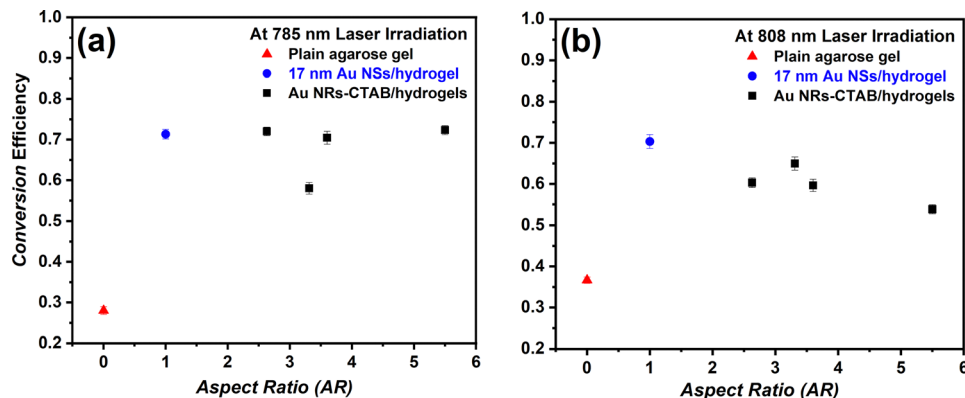 (a)
At 785 nm Laser Irradiation
Plain agarose gel
17 nm Au NSs/hydrogel
Au NRs-CTAB/hydrogels
Conversion Efficiency
1.0
0.9
0.8
0.7
0.6
0.5
0.4
0.3
0.2
0 1 2 3 4 5 6
Aspect Ratio (AR)
(b)
At 808 nm Laser Irradiation
Plain agarose gel
17 nm Au NSs/hydrogel
Au NRs-CTAB/hydrogels
1.0
0.9
0.8
0.7
0.6
0.5
0.4
0.3
0.2
0 1 2 3 4 5 6
Aspect Ratio (AR)